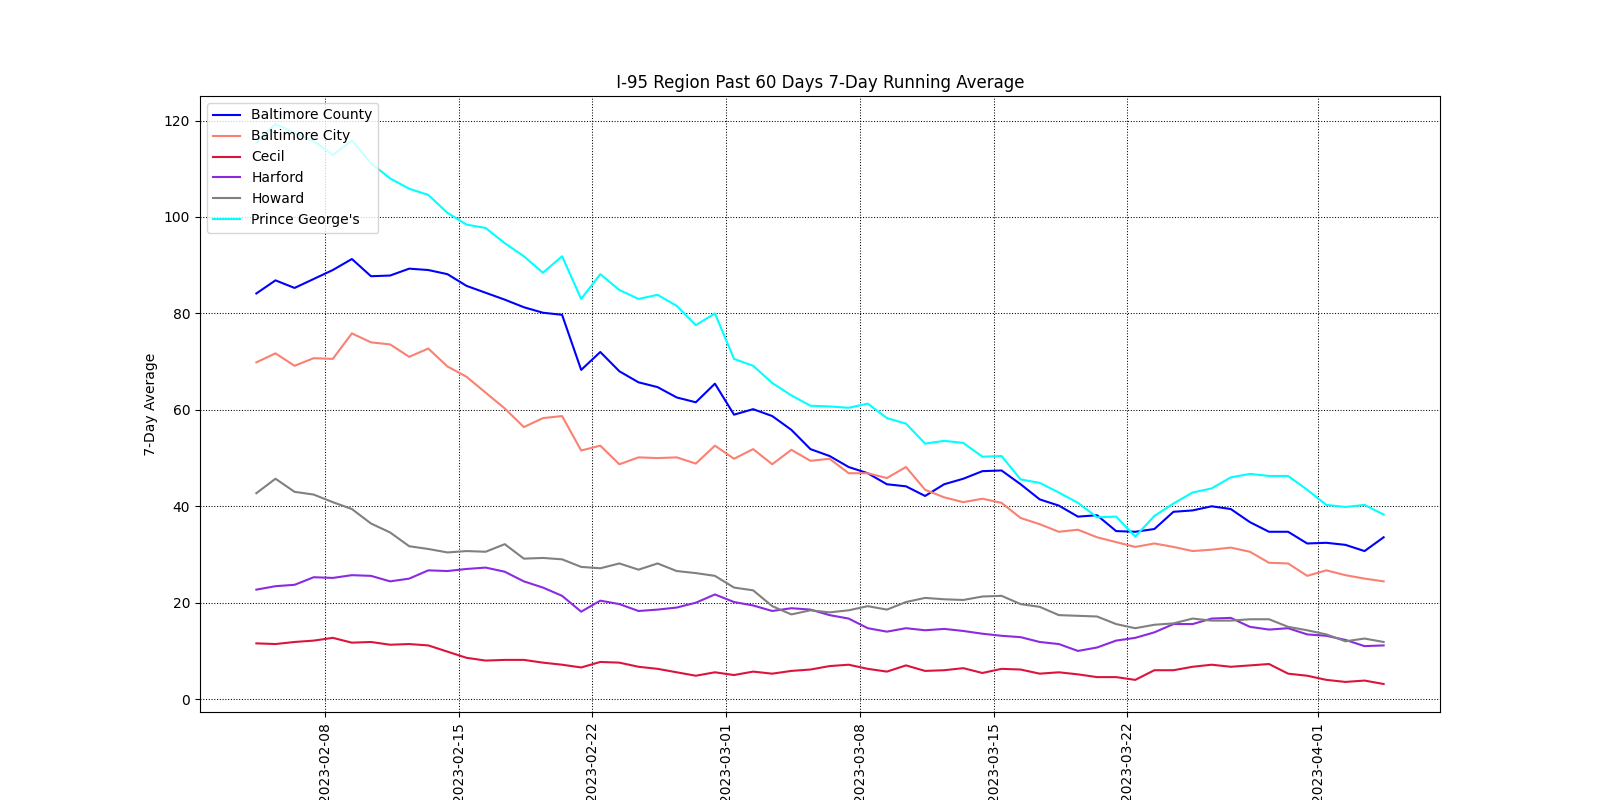 I-95 Region Past 60 Days 7-Day Running Average
Baltimore County
Baltimore City
Cecil
Harford
Howard
Prince George's
7-Day Average
120
100
80
60
40
20
0
2023-02-08
2023-02-15
2023-02-22
2023-03-01
2023-03-08
2023-03-15
2023-03-22
2023-04-01